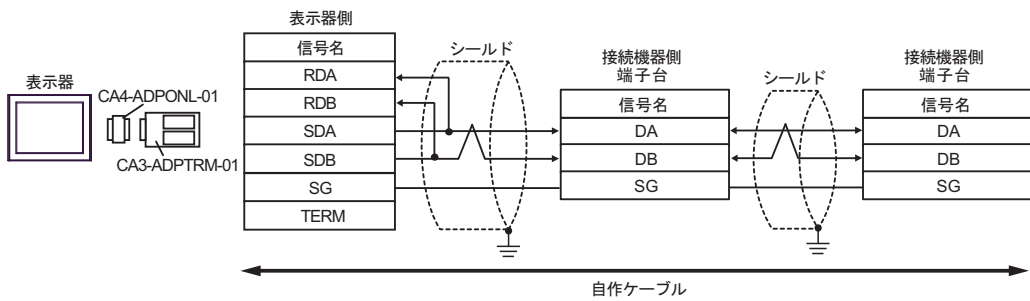 表示器
CA4-ADPONL-01
CA3-ADPTRM-01
表示器側
信号名
RDA
RDB
SDA
SDB
SG
TERM
シールド
接続機器側
端子台
信号名
DA
DB
SG
シールド
接続機器側
端子台
信号名
DA
DB
SG
自作ケーブル